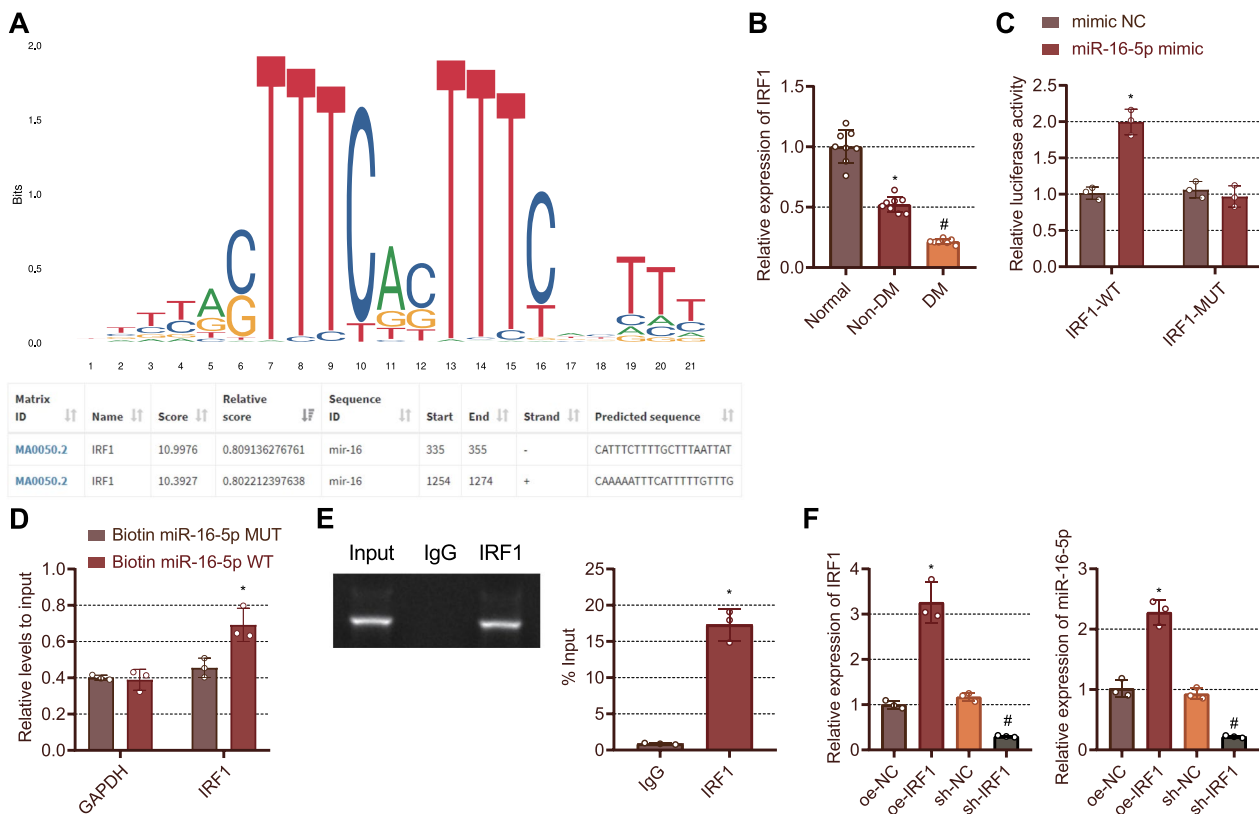 A
2.0
1.5
1.0
0.5
0.0
Bits
1 2 3 4 5 6 7 8 9 10 11 12 13 14 15 16 17 18 19 20 21
Matrix ID Name Score Relative score Sequence ID Start End Strand Predicted sequence
MA0050.2 IRF1 10.9976 0.809136276761 mir-16 335 355 - CATTTCTTTTGCTTTAATTAT
MA0050.2 IRF1 10.3927 0.802212397638 mir-16 1254 1274 + CAAAAATTTCATTTTTGTTTG
B
Relative expression of IRF1
1.5
1.0
0.5
0.0
*
#
Normal
Non-DM
DM
C
mimic NC
miR-16-5p mimic
Relative luciferase activity
2.5
2.0
1.5
1.0
0.5
0.0
*
IRF1-WT
IRF1-MUT
D
Biotin miR-16-5p MUT
Biotin miR-16-5p WT
Relative levels to input
1.0
0.8
0.6
0.4
0.2
0.0
*
GAPDH
IRF1
E
Input IgG IRF1
% Input
25
20
15
10
5
0
*
IgG
IRF1
F
Relative expression of IRF1
4
3
2
1
0
*
#
oe-NC
oe-IRF1
sh-NC
sh-IRF1
Relative expression of miR-16-5p
3
2
1
0
*
#
oe-NC
oe-IRF1
sh-NC
sh-IRF1